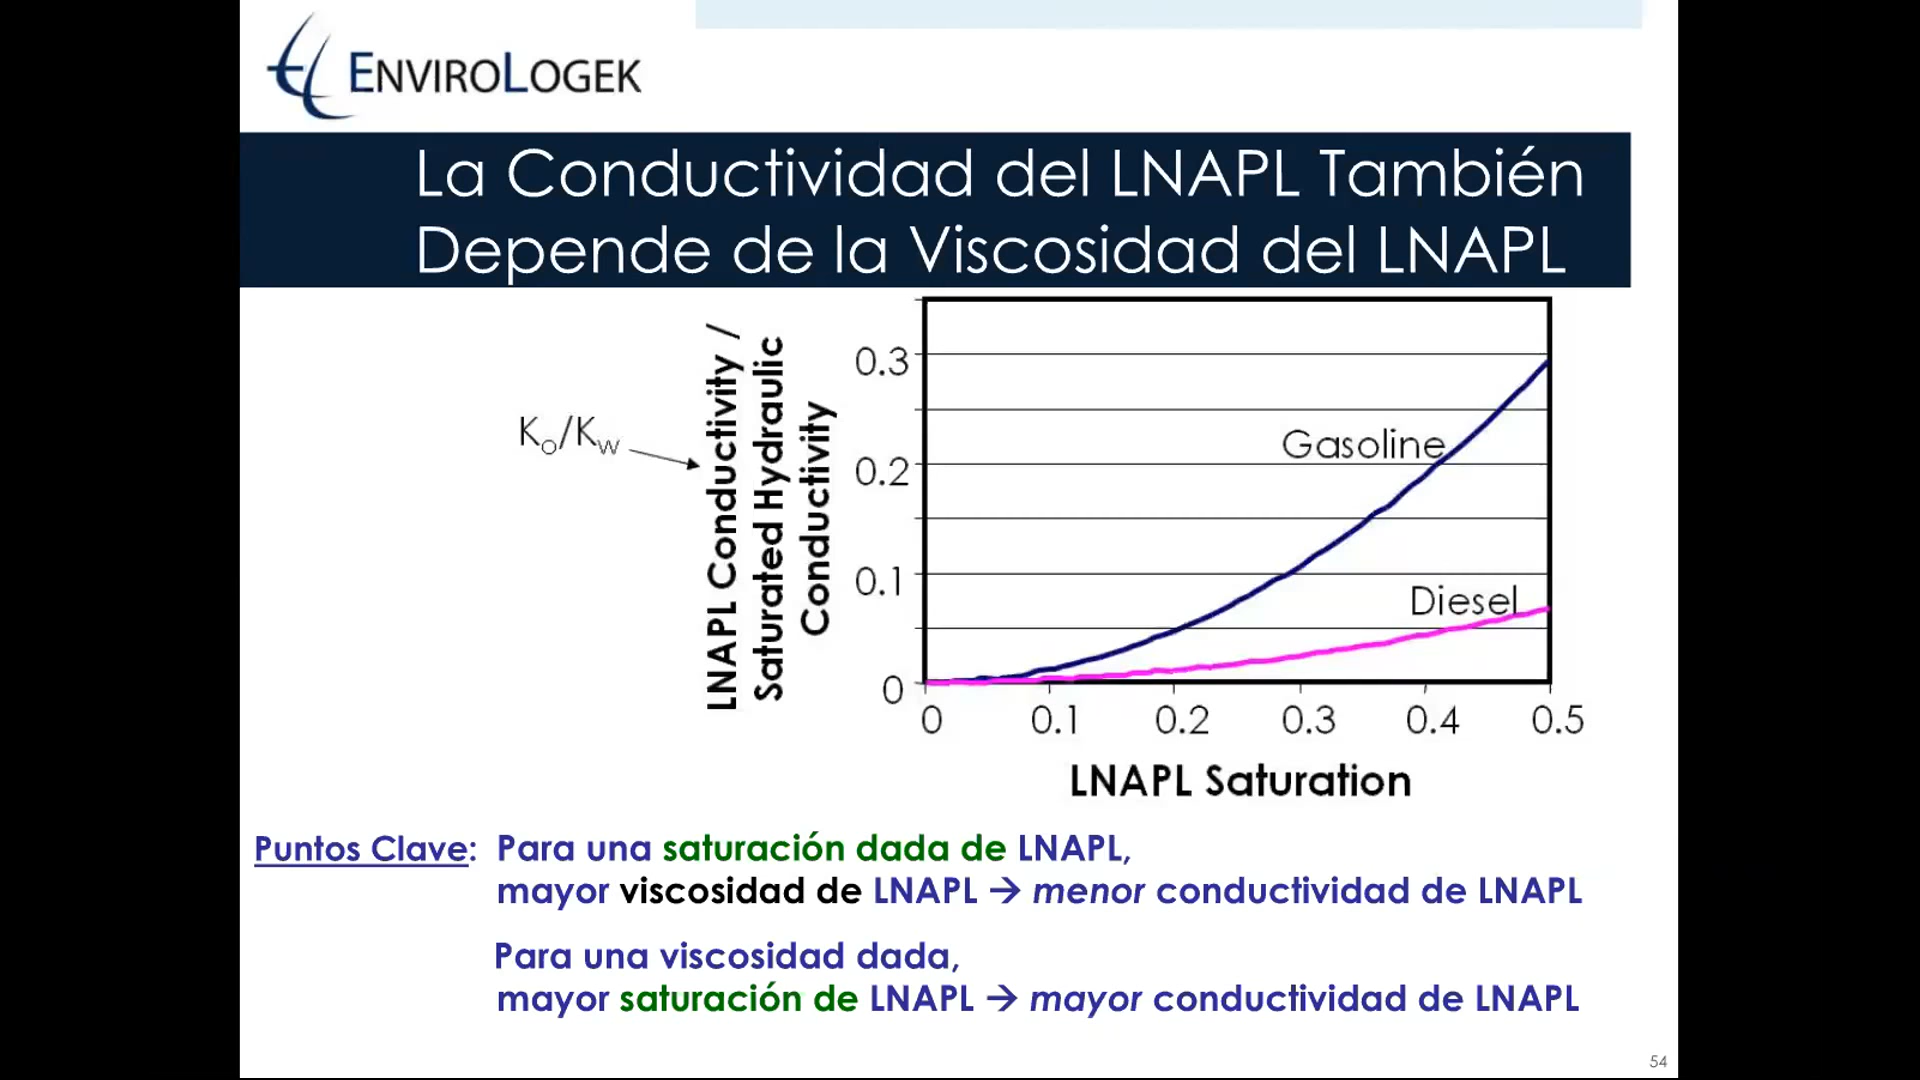 ENVIROLOGEK
La Conductividad del LNAPL También
Depende de la Viscosidad del LNAPL
Ko/Kw
LNAPL Conductivity /
Saturated Hydraulic
Conductivity
0.3
0.2
0.1
0
Gasoline
Diesel
0 0.1 0.2 0.3 0.4 0.5
LNAPL Saturation
Puntos Clave: Para una saturación dada de LNAPL,
mayor viscosidad de LNAPL → menor conductividad de LNAPL
Para una viscosidad dada,
mayor saturación de LNAPL → mayor conductividad de LNAPL
54